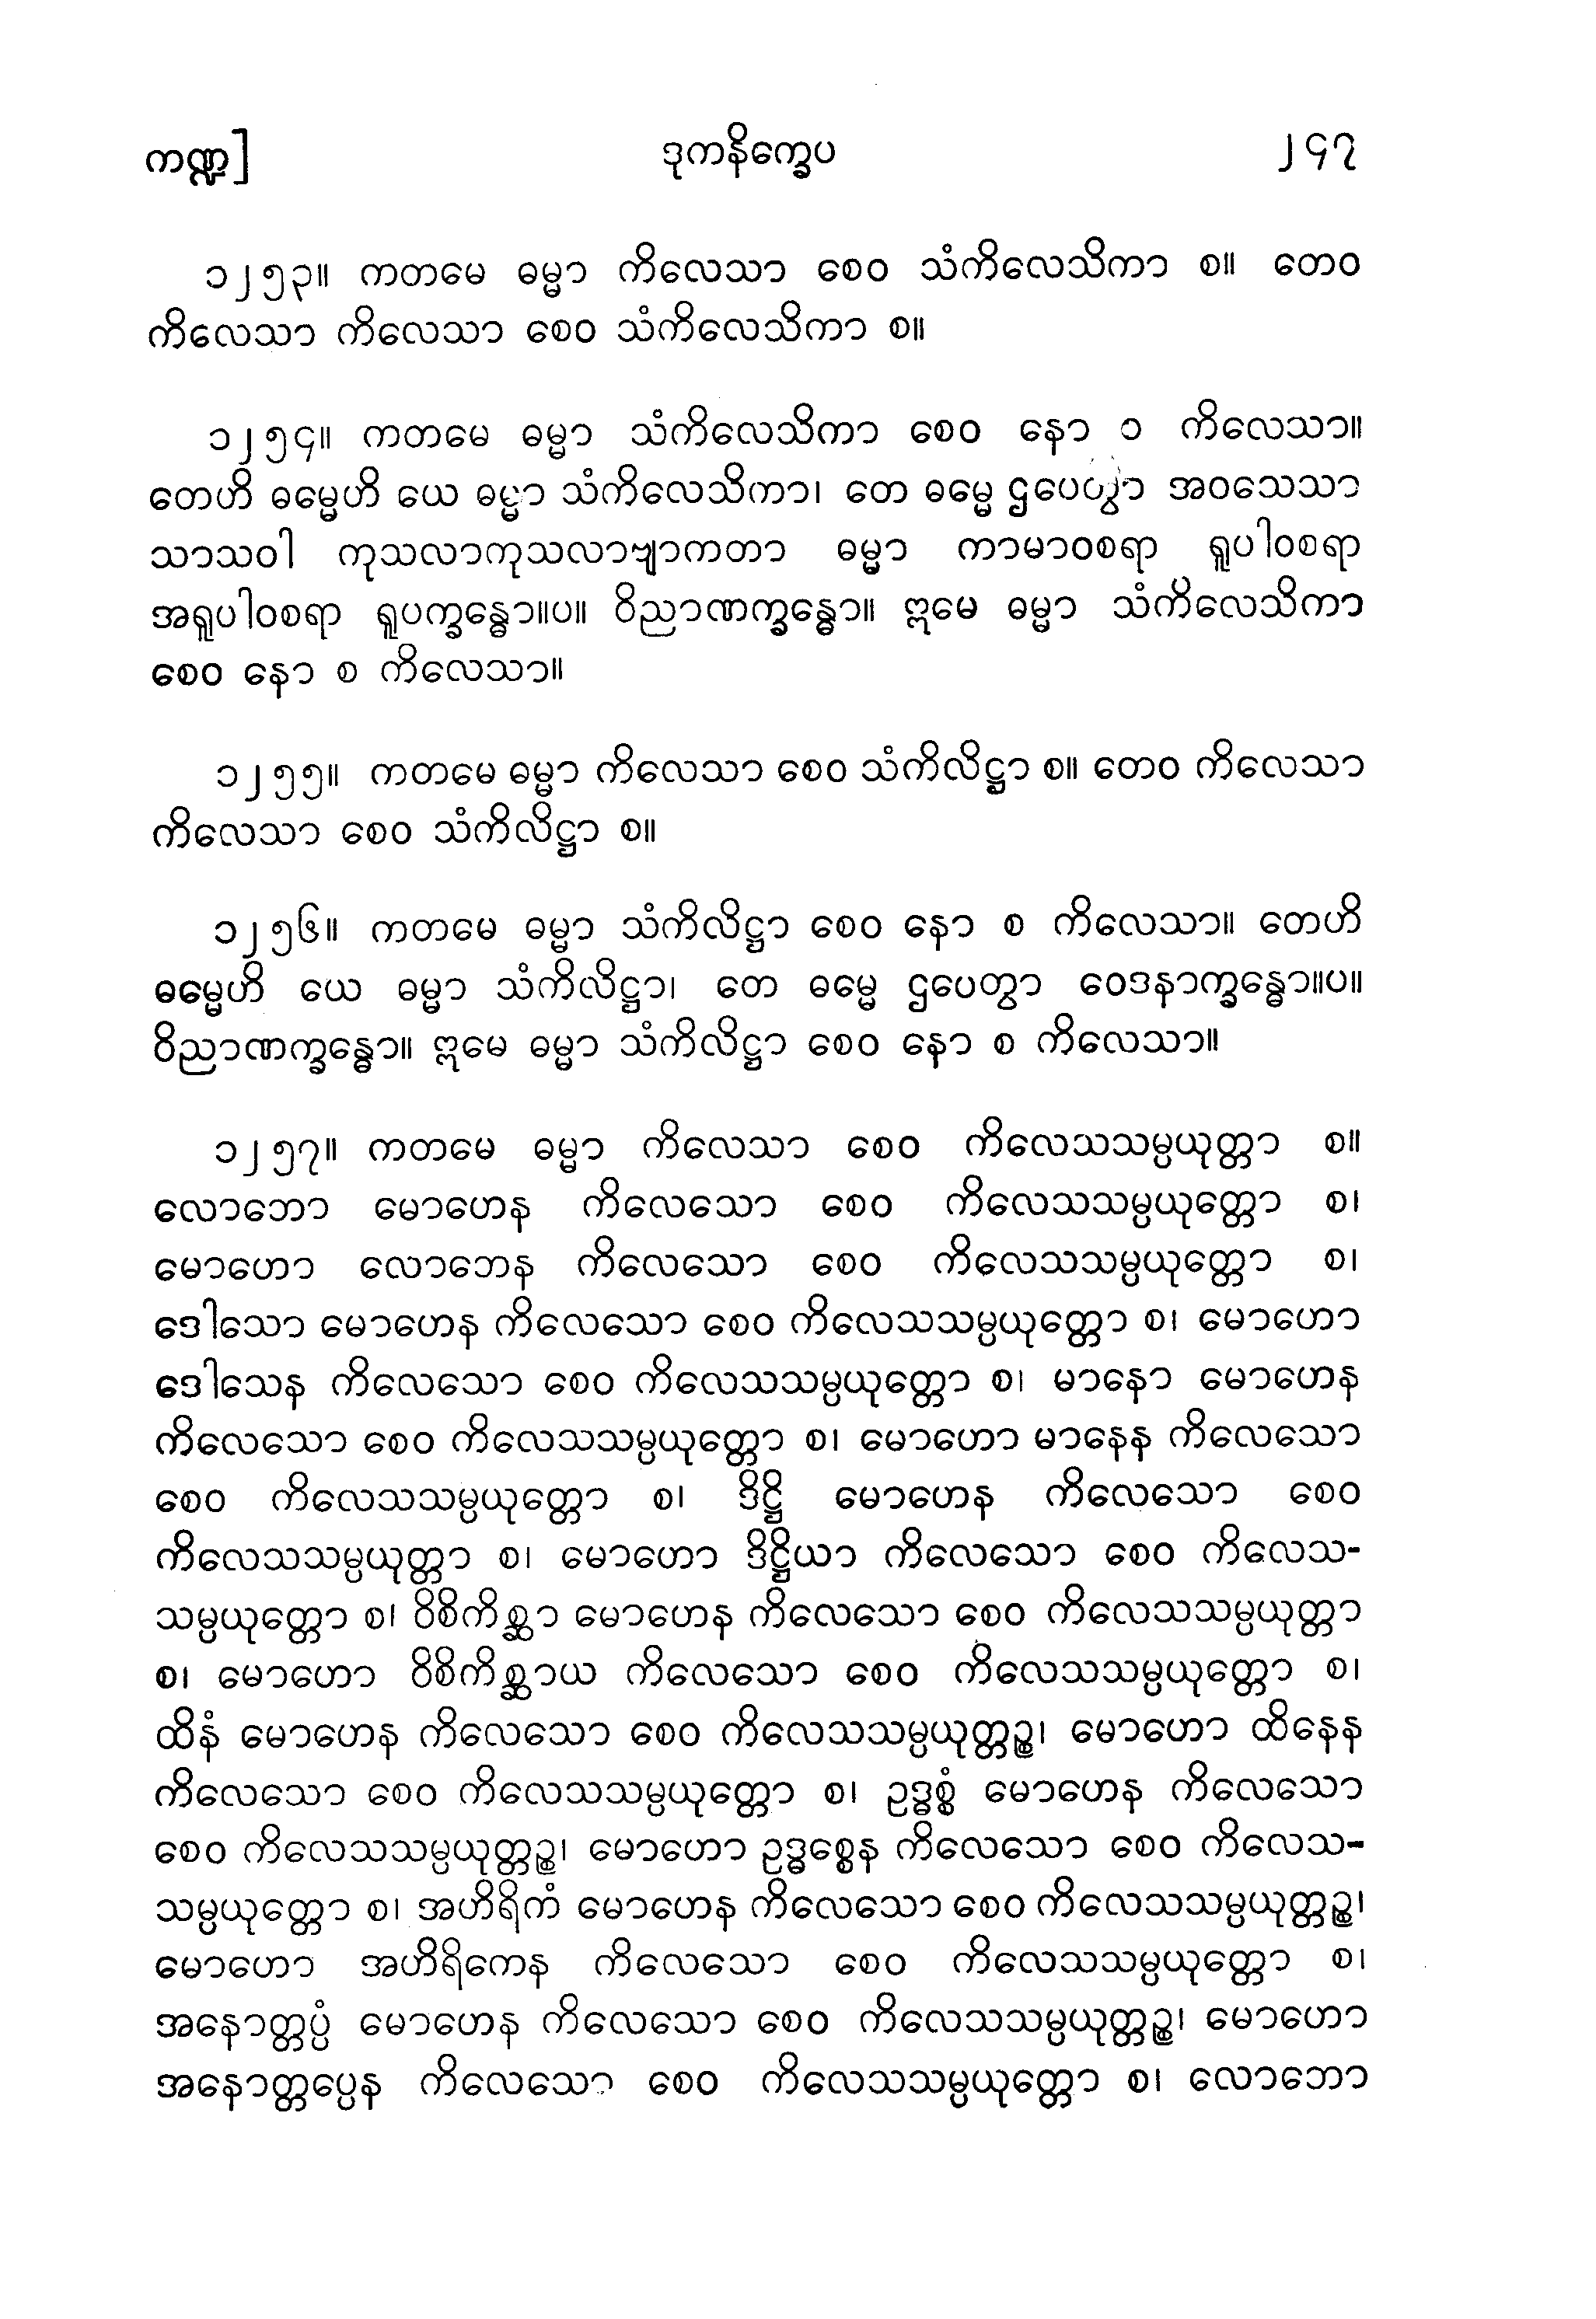 ကဏ္ဍ] ဒုကနိက္ခေပ ၂၄၇
၁၂၅၃။ ကတမေ ဓမ္မာ ကိလေသာ စေဝ သံကိလေသိကာ စ။ တေဝ
ကိလေသာ ကိလေသာ စေဝ သံကိလေသိကာ စ။
၁၂၅၄။ ကတမေ ဓမ္မာ သံကိလေသိကာ စေဝ နော ၁ ကိလေသာ။
တေဟိ ဓမ္မေဟိ ယေ ဓမ္မာ သံကိလေသိကာ၊ တေ ဓမ္မေ ဌပေတွာ အဝသေသာ
သာသဝါ ကုသလာကုသလာဗျာကတာ ဓမ္မာ ကာမာဝစရာ ရူပါဝစရာ
အရူပါဝစရာ ရူပက္ခန္ဓော။ပ။ ဝိညာဏက္ခန္ဓော။ ဣမေ ဓမ္မာ သံကိလေသိကာ
စေဝ နော စ ကိလေသာ။
၁၂၅၅။ ကတမေ ဓမ္မာ ကိလေသာ စေဝ သံကိလိဋ္ဌာ စ။ တေဝ ကိလေသာ
ကိလေသာ စေဝ သံကိလိဋ္ဌာ စ။
၁၂၅၆။ ကတမေ ဓမ္မာ သံကိလိဋ္ဌာ စေဝ နော စ ကိလေသာ။ တေဟိ
ဓမ္မေဟိ ယေ ဓမ္မာ သံကိလိဋ္ဌာ၊ တေ ဓမ္မေ ဌပေတွာ ဝေဒနာက္ခန္ဓော။ပ။
ဝိညာဏက္ခန္ဓော။ ဣမေ ဓမ္မာ သံကိလိဋ္ဌာ စေဝ နော စ ကိလေသာ။
၁၂၅၇။ ကတမေ ဓမ္မာ ကိလေသာ စေဝ ကိလေသသမ္ပယုတ္တာ စ။
လောဘော မောဟေန ကိလေသော စေဝ ကိလေသသမ္ပယုတ္တော စ၊
မောဟော လောဘေန ကိလေသော စေဝ ကိလေသသမ္ပယုတ္တော စ၊
ဒေါသော မောဟေန ကိလေသော စေဝ ကိလေသသမ္ပယုတ္တော စ၊ မောဟော
ဒေါသေန ကိလေသော စေဝ ကိလေသသမ္ပယုတ္တော စ၊ မာနော မောဟေန
ကိလေသော စေဝ ကိလေသသမ္ပယုတ္တော စ၊ မောဟော မာနေန ကိလေသော
စေဝ ကိလေသသမ္ပယုတ္တော စ၊ ဒိဋ္ဌိ မောဟေန ကိလေသော စေဝ
ကိလေသသမ္ပယုတ္တာ စ၊ မောဟော ဒိဋ္ဌိယာ ကိလေသော စေဝ ကိလေသ-
သမ္ပယုတ္တော စ၊ ဝိစိကိစ္ဆာ မောဟေန ကိလေသော စေဝ ကိလေသသမ္ပယုတ္တာ
စ၊ မောဟော ဝိစိကိစ္ဆာယ ကိလေသော စေဝ ကိလေသသမ္ပယုတ္တော စ၊
ထိနံ မောဟေန ကိလေသော စေဝ ကိလေသသမ္ပယုတ္တဉ္စ၊ မောဟော ထိနေန
ကိလေသော စေဝ ကိလေသသမ္ပယုတ္တော စ၊ ဥဒ္ဓစ္စံ မောဟေန ကိလေသော
စေဝ ကိလေသသမ္ပယုတ္တဉ္စ၊ မောဟော ဥဒ္ဓစ္စေန ကိလေသော စေဝ ကိလေသ-
သမ္ပယုတ္တော စ၊ အဟိရိကံ မောဟေန ကိလေသော စေဝ ကိလေသသမ္ပယုတ္တဉ္စ၊
မောဟော အဟိရိကေန ကိလေသော စေဝ ကိလေသသမ္ပယုတ္တော စ၊
အနောတ္တပ္ပံ မောဟေန ကိလေသော စေဝ ကိလေသသမ္ပယုတ္တဉ္စ၊ မောဟော
အနောတ္တပ္ပေန ကိလေသော စေဝ ကိလေသသမ္ပယုတ္တော စ၊ လောဘော